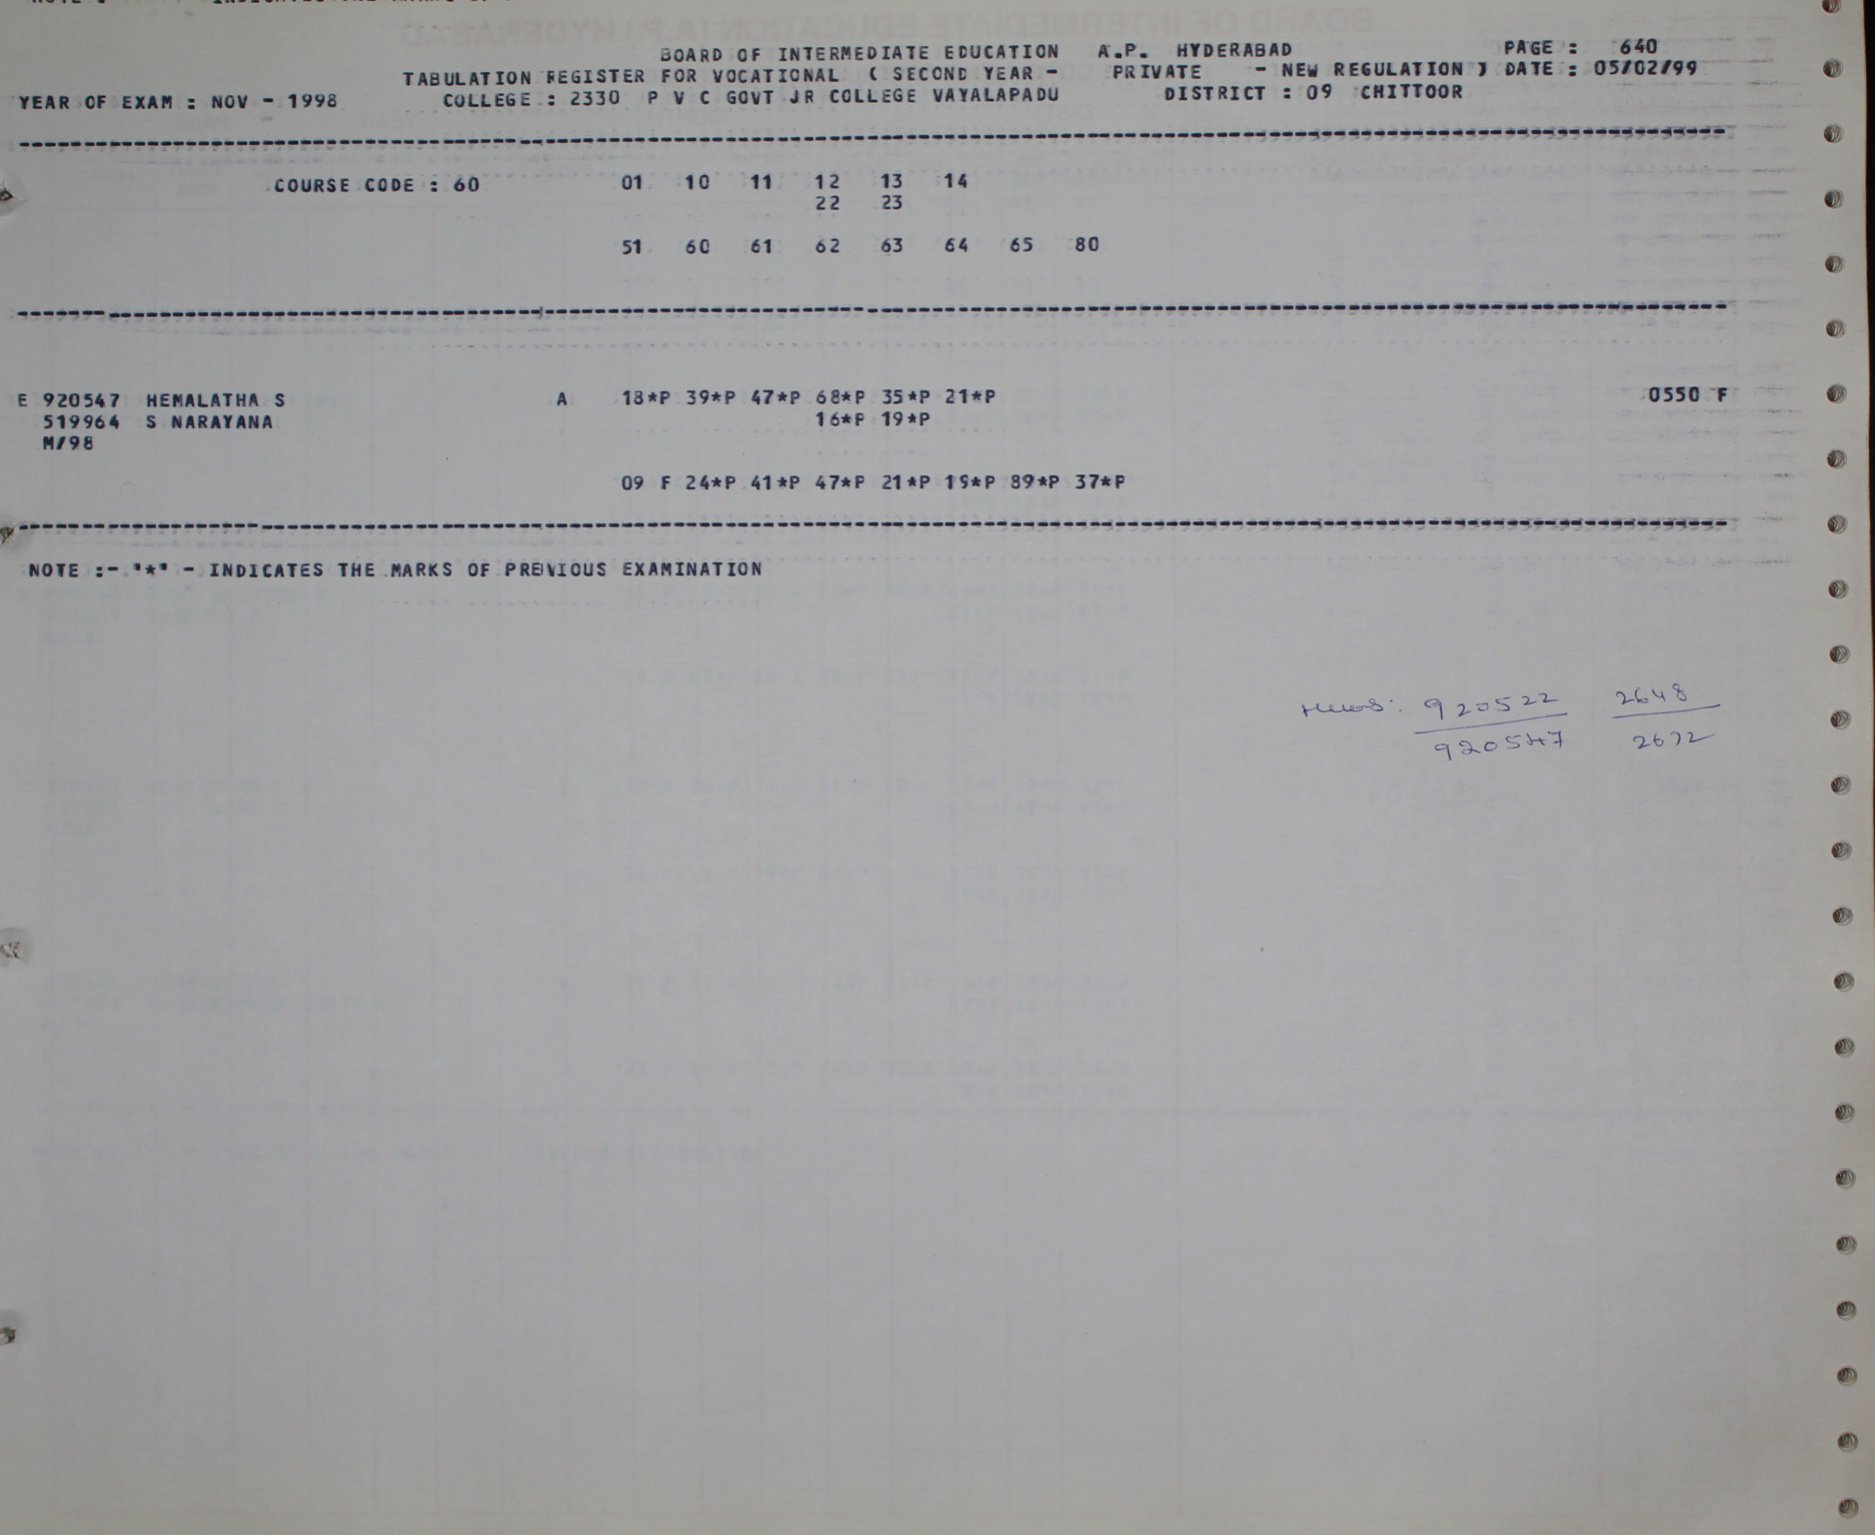 BOARD OF INTERMEDIATE EDUCATION A.P. HYDERABAD PAGE : 640
TABULATION REGISTER FOR VOCATIONAL ( SECOND YEAR - PRIVATE - NEW REGULATION ) DATE : 05/02/99
YEAR OF EXAM : NOV - 1998 COLLEGE : 2330 P V C GOVT JR COLLEGE VAYALAPADU DISTRICT : 09 CHITTOOR
COURSE CODE : 60 01 10 11 12 13 14
22 23
51 60 61 62 63 64 65 80
E 920547 HEMALATHA S A 18*P 39*P 47*P 68*P 35*P 21*P 0550 F
519964 S NARAYANA 16*P 19*P
M/98
09 F 24*P 41*P 47*P 21*P 19*P 89*P 37*P
NOTE :- "*" - INDICATES THE MARKS OF PREVIOUS EXAMINATION
920522 2648
920547 2672